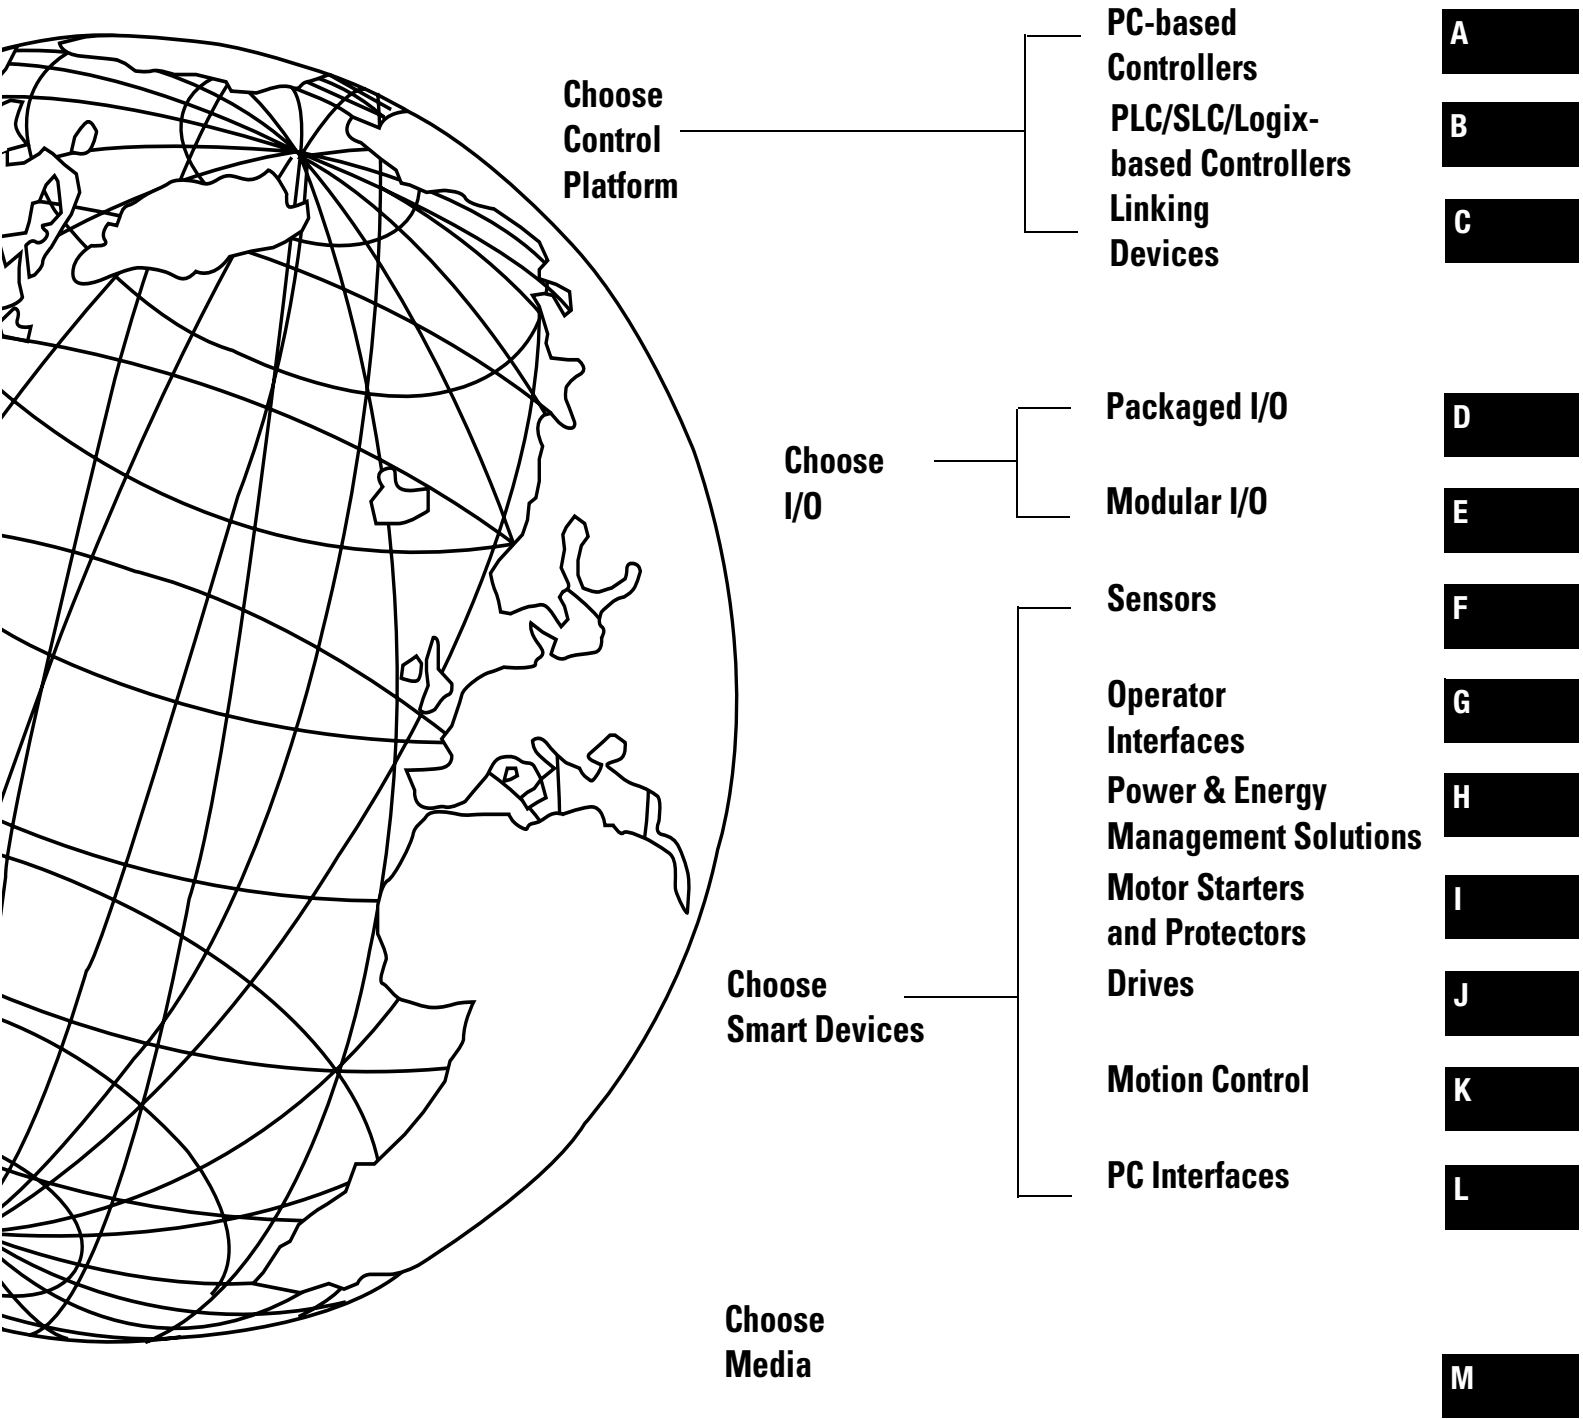 Choose
Control
Platform
PC-based
Controllers
A
PLC/SLC/Logix-
based Controllers
B
Linking
Devices
C
Choose
I/O
Packaged I/O
D
Modular I/O
E
Choose
Smart Devices
Sensors
F
Operator
Interfaces
G
Power & Energy
Management Solutions
H
Motor Starters
and Protectors
I
Drives
J
Motion Control
K
PC Interfaces
L
Choose
Media
M